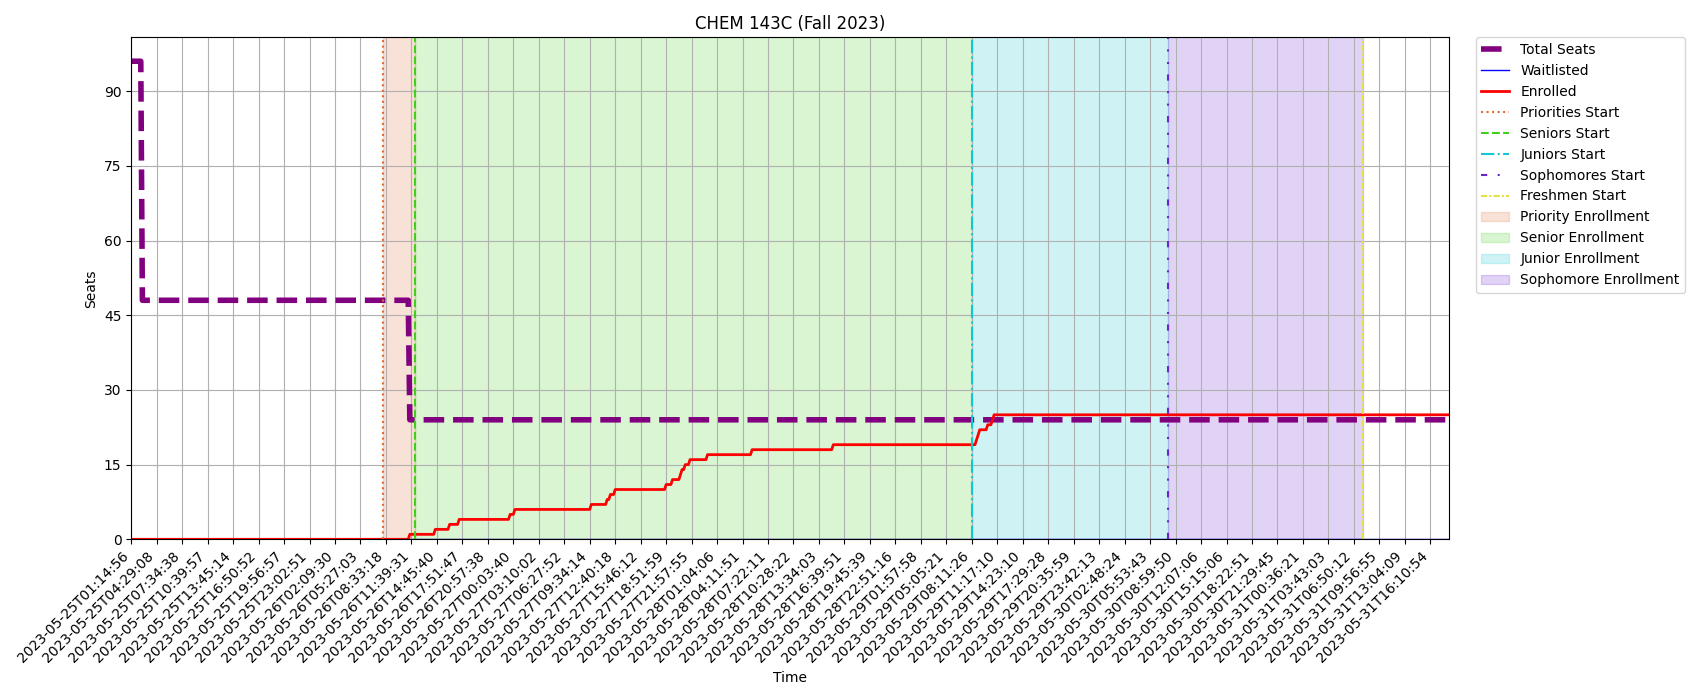 CHEM 143C (Fall 2023)
Seats
90
75
60
45
30
15
0
2023-05-25T01:14:56
2023-05-25T04:29:08
2023-05-25T07:34:38
2023-05-25T10:39:57
2023-05-25T13:45:14
2023-05-25T16:50:52
2023-05-25T19:56:57
2023-05-25T23:02:51
2023-05-26T02:09:30
2023-05-26T05:27:03
2023-05-26T08:33:18
2023-05-26T11:39:31
2023-05-26T14:45:40
2023-05-26T17:51:47
2023-05-26T20:57:38
2023-05-27T00:03:40
2023-05-27T03:10:02
2023-05-27T06:27:52
2023-05-27T09:34:14
2023-05-27T12:40:18
2023-05-27T15:46:12
2023-05-27T18:51:59
2023-05-27T21:57:55
2023-05-28T01:04:06
2023-05-28T04:11:51
2023-05-28T07:22:11
2023-05-28T10:28:22
2023-05-28T13:34:03
2023-05-28T16:39:51
2023-05-28T19:45:39
2023-05-28T22:51:16
2023-05-29T01:57:58
2023-05-29T05:05:21
2023-05-29T08:11:26
2023-05-29T11:17:10
2023-05-29T14:23:10
2023-05-29T17:29:28
2023-05-29T20:35:59
2023-05-29T23:42:13
2023-05-30T02:48:24
2023-05-30T05:53:43
2023-05-30T08:59:50
2023-05-30T12:07:06
2023-05-30T15:15:06
2023-05-30T18:22:51
2023-05-30T21:29:45
2023-05-31T00:36:21
2023-05-31T03:43:03
2023-05-31T06:50:12
2023-05-31T09:56:55
2023-05-31T13:04:09
2023-05-31T16:10:54
Time
Total Seats
Waitlisted
Enrolled
Priorities Start
Seniors Start
Juniors Start
Sophomores Start
Freshmen Start
Priority Enrollment
Senior Enrollment
Junior Enrollment
Sophomore Enrollment